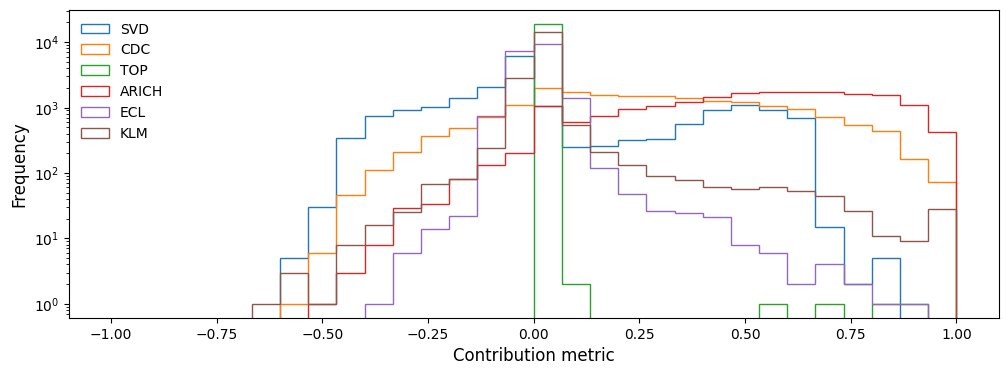 SVD
CDC
TOP
ARICH
ECL
KLM
10⁴
10³
10²
10¹
10⁰
Frequency
−1.00 −0.75 −0.50 −0.25 0.00 0.25 0.50 0.75 1.00
Contribution metric